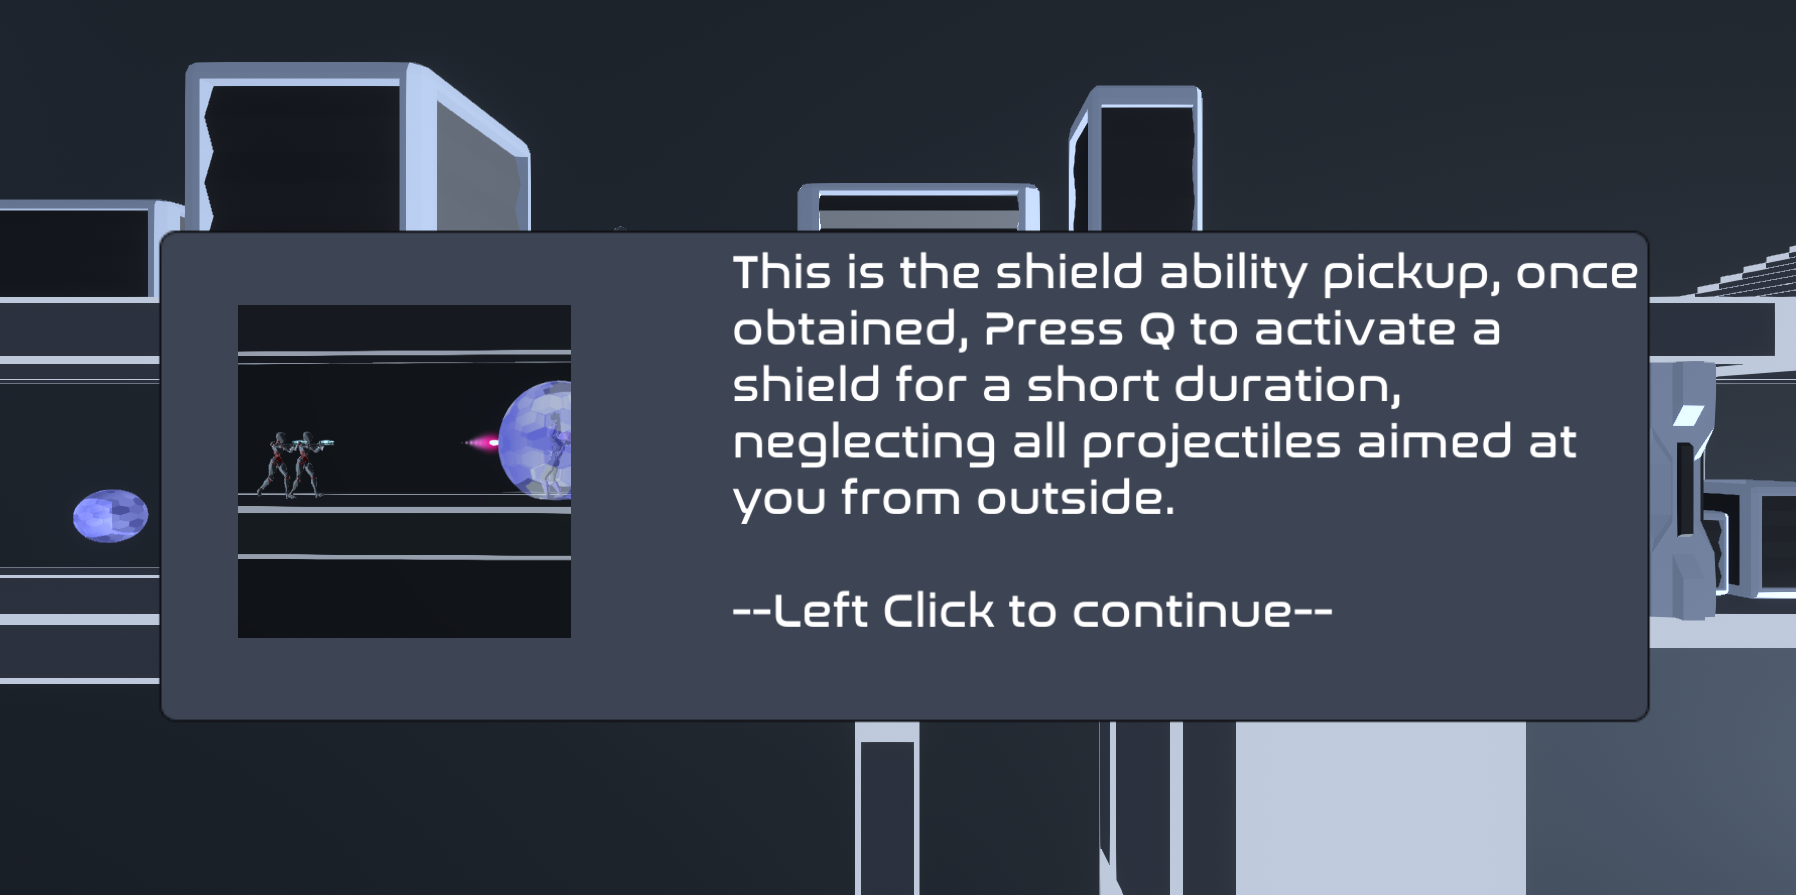 This is the shield ability pickup, once
obtained, Press Q to activate a
shield for a short duration,
neglecting all projectiles aimed at
you from outside.
--Left Click to continue--